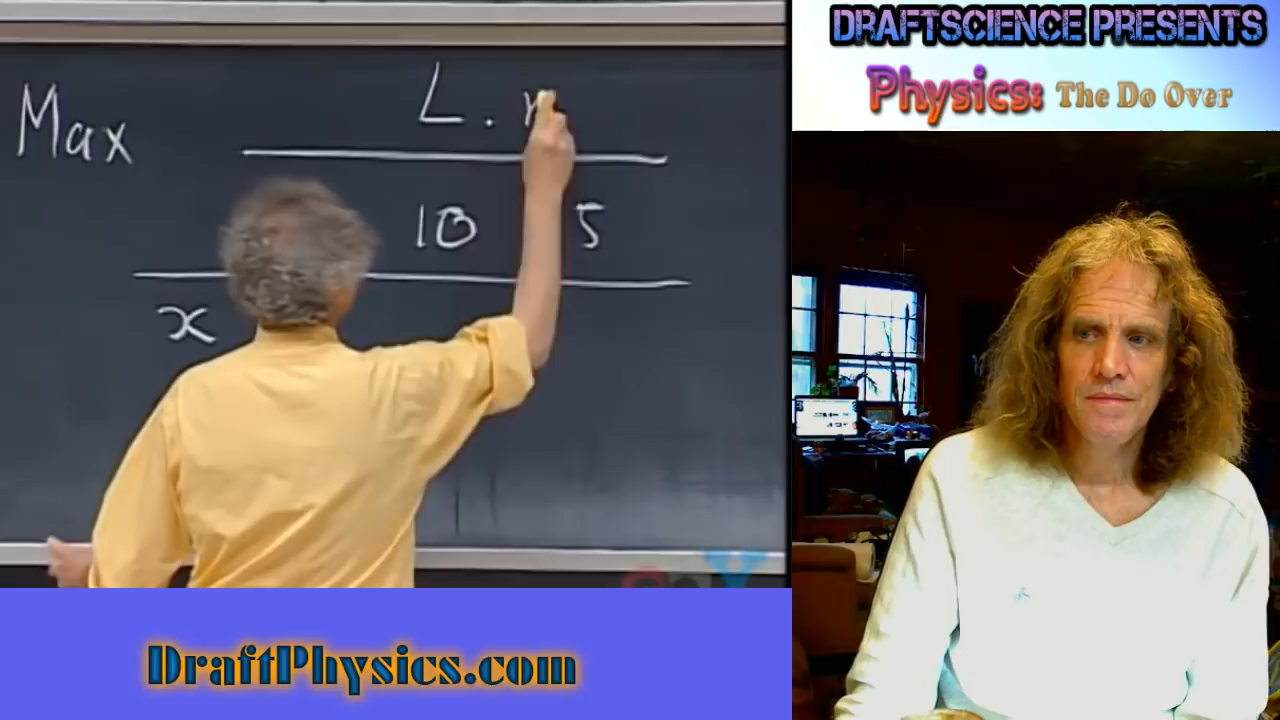 DRAFTSCIENCE PRESENTS
Physics: The Do Over
Max
L.
10 5
x
DraftPhysics.com